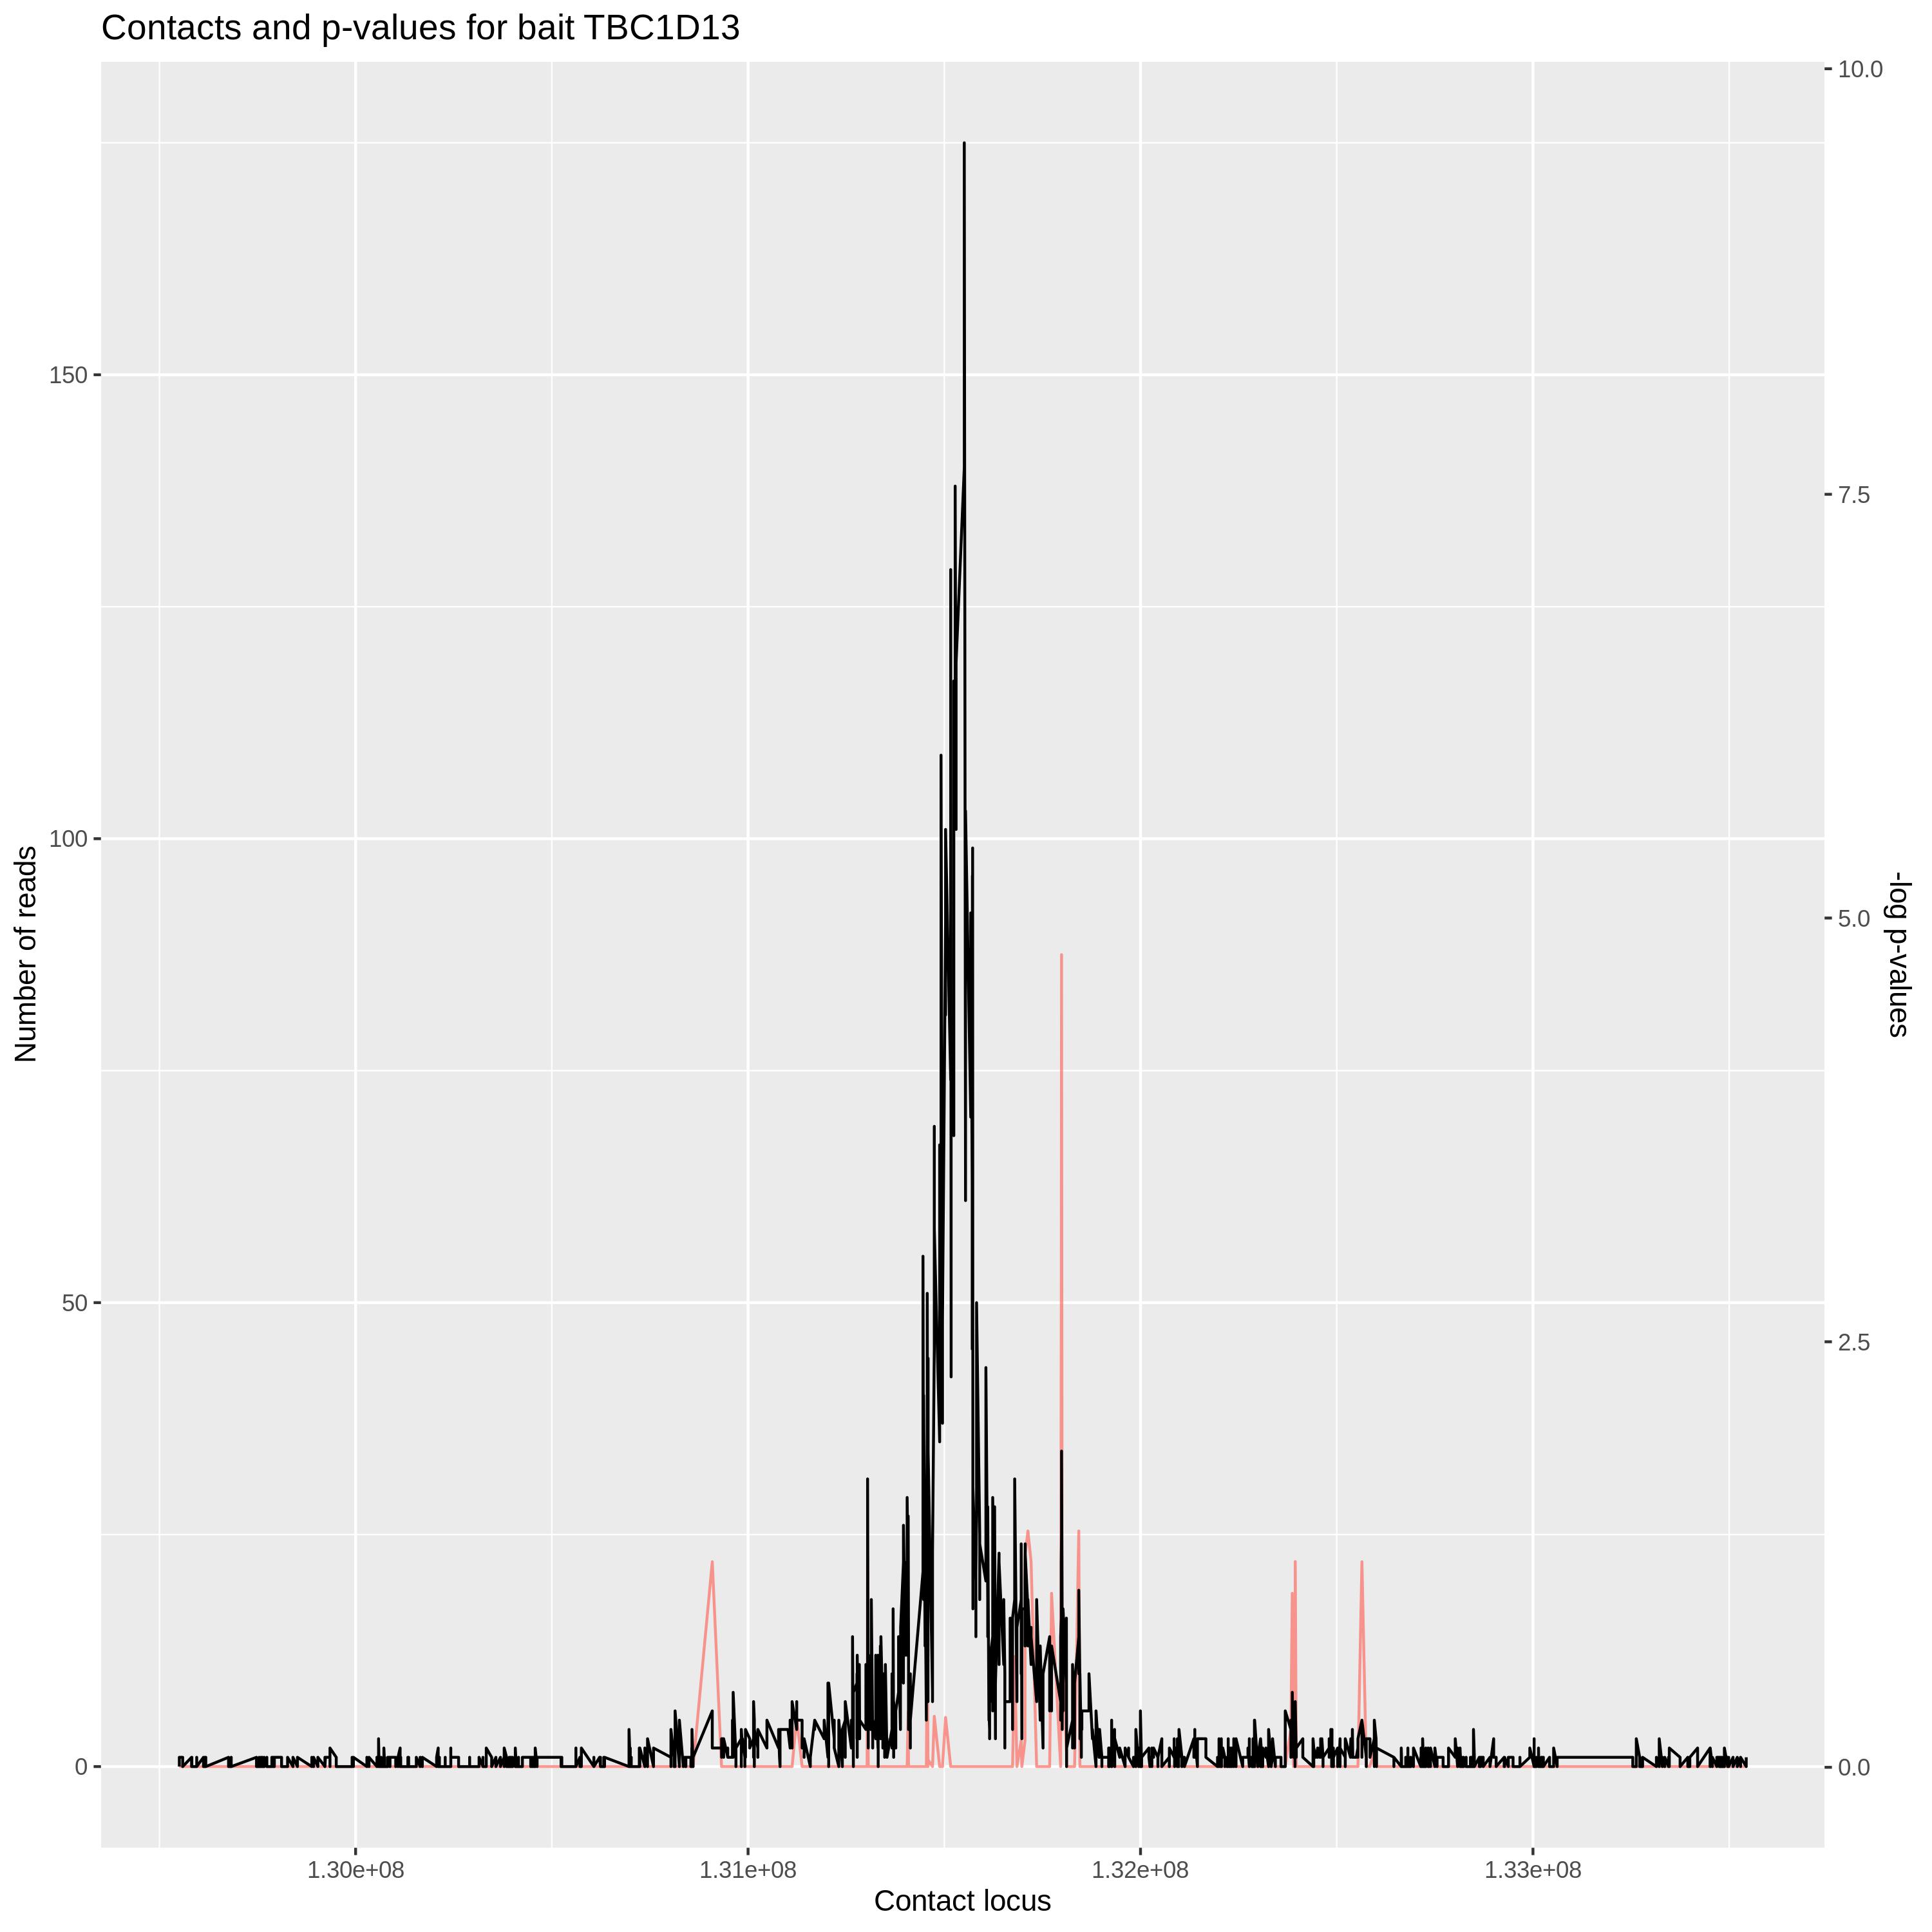 Contacts and p-values for bait TBC1D13
10.0
150
7.5
100
5.0
Number of reads
-log p-values
50
2.5
0
0.0
1.30e+08
1.31e+08
1.32e+08
1.33e+08
Contact locus